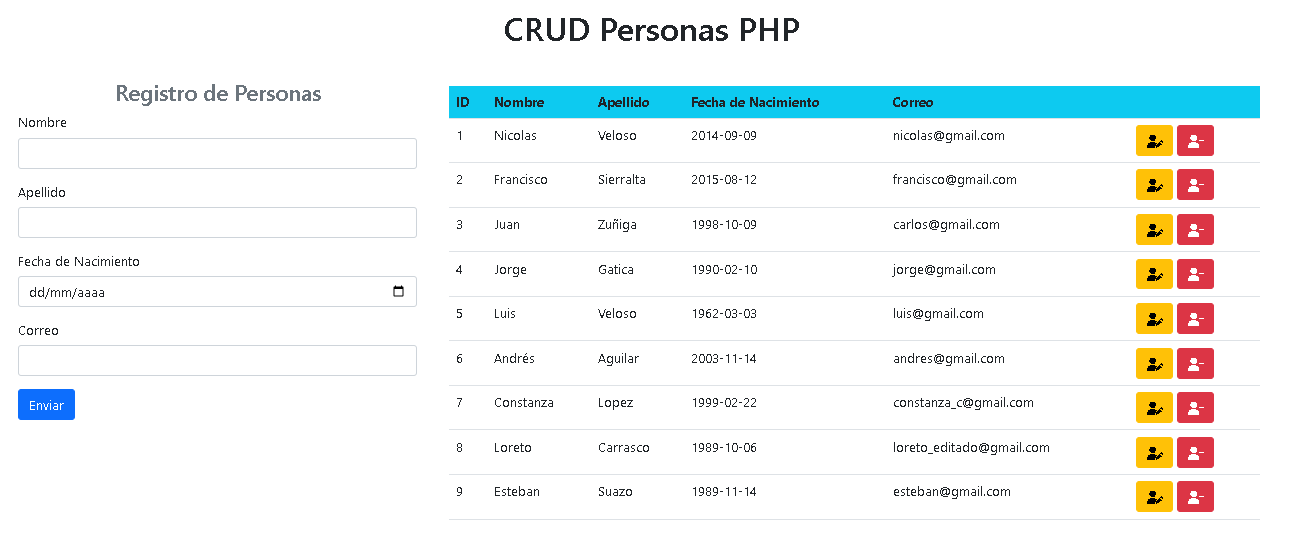 CRUD Personas PHP
Registro de Personas
Nombre
Apellido
Fecha de Nacimiento
dd/mm/aaaa
Correo
Enviar
ID Nombre Apellido Fecha de Nacimiento Correo
1 Nicolas Veloso 2014-09-09 nicolas@gmail.com
2 Francisco Sierralta 2015-08-12 francisco@gmail.com
3 Juan Zuñiga 1998-10-09 carlos@gmail.com
4 Jorge Gatica 1990-02-10 jorge@gmail.com
5 Luis Veloso 1962-03-03 luis@gmail.com
6 Andrés Aguilar 2003-11-14 andres@gmail.com
7 Constanza Lopez 1999-02-22 constanza_c@gmail.com
8 Loreto Carrasco 1989-10-06 loreto_editado@gmail.com
9 Esteban Suazo 1989-11-14 esteban@gmail.com